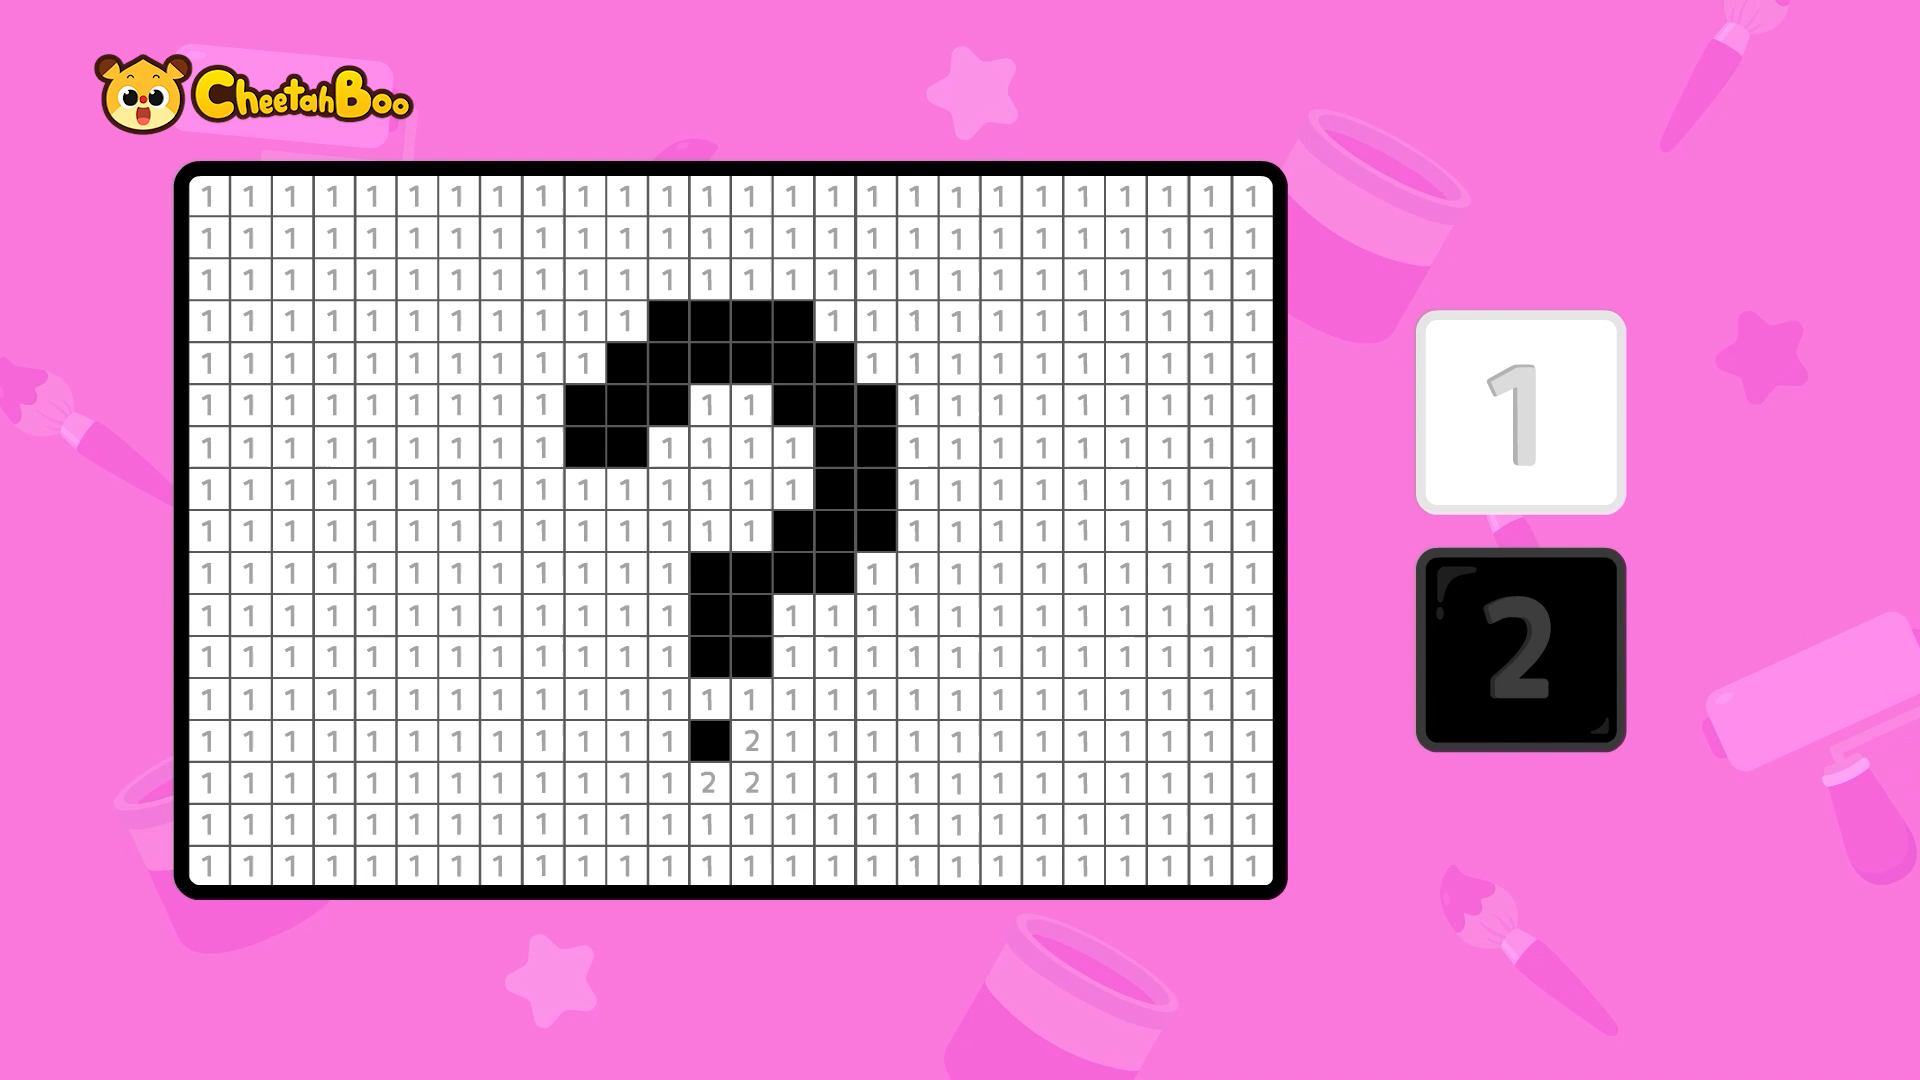 CheetahBoo
1 1 1 1 1 1 1 1 1 1 1 1 1 1 1 1 1 1 1 1 1 1 1 1 1 1
1 1 1 1 1 1 1 1 1 1 1 1 1 1 1 1 1 1 1 1 1 1 1 1 1 1
1 1 1 1 1 1 1 1 1 1 1 1 1 1 1 1 1 1 1 1 1 1 1 1 1 1
1 1 1 1 1 1 1 1 1 1 1 1 1 1 1 1 1 1 1 1 1 1
1 1 1 1 1 1 1 1 1 1 1 1 1 1 1 1 1 1 1 1
1 1 1 1 1 1 1 1 1 1 1 1 1 1 1 1 1 1 1 1
1 1 1 1 1 1 1 1 1 1 1 1 1 1 1 1 1 1 1 1 1 1
1 1 1 1 1 1 1 1 1 1 1 1 1 1 1 1 1 1 1 1 1 1 1 1
1 1 1 1 1 1 1 1 1 1 1 1 1 1 1 1 1 1 1 1 1 1 1
1 1 1 1 1 1 1 1 1 1 1 1 1 1 1 1 1 1 1 1 1 1
1 1 1 1 1 1 1 1 1 1 1 1 1 1 1 1 1 1 1 1 1 1 1 1
1 1 1 1 1 1 1 1 1 1 1 1 1 1 1 1 1 1 1 1 1 1 1 1
1 1 1 1 1 1 1 1 1 1 1 1 1 1 1 1 1 1 1 1 1 1 1 1 1 1
1 1 1 1 1 1 1 1 1 1 1 1 2 1 1 1 1 1 1 1 1 1 1 1 1
1 1 1 1 1 1 1 1 1 1 1 1 2 2 1 1 1 1 1 1 1 1 1 1 1 1
1 1 1 1 1 1 1 1 1 1 1 1 1 1 1 1 1 1 1 1 1 1 1 1 1 1
1 1 1 1 1 1 1 1 1 1 1 1 1 1 1 1 1 1 1 1 1 1 1 1 1 1
1
2